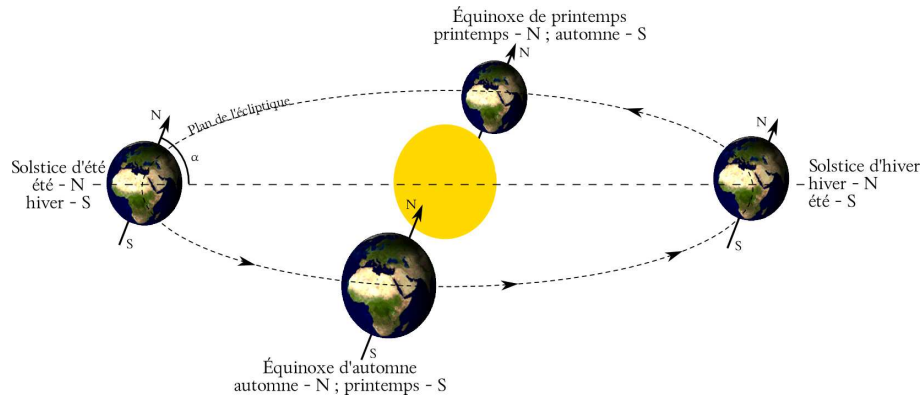 Équinoxe de printemps
printemps - N ; automne - S
N
Plan de l'écliptique
N
α
Solstice d'été
été - N
hiver - S
S
N
Solstice d'hiver
hiver - N
été - S
S
N
S
Équinoxe d'automne
automne - N ; printemps - S